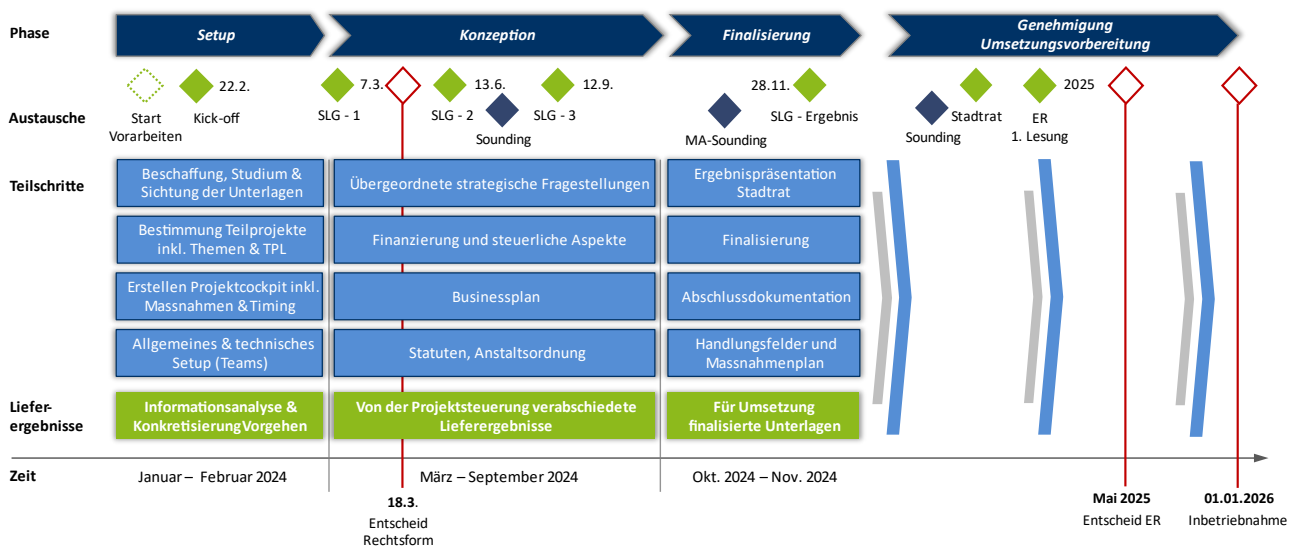 Phase
Setup
Konzeption
Finalisierung
Genehmigung
Umsetzungsvorbereitung
Austausche
22.2.
7.3.
13.6.
12.9.
28.11.
2025
Start
Vorarbeiten
Kick-off
SLG - 1
SLG - 2
Sounding
SLG - 3
MA-Sounding
SLG - Ergebnis
Sounding
Stadtrat
ER
1. Lesung
Teilschritte
Beschaffung, Studium &
Sichtung der Unterlagen
Übergeordnete strategische Fragestellungen
Ergebnispräsentation
Stadtrat
Bestimmung Teilprojekte
inkl. Themen & TPL
Finanzierung und steuerliche Aspekte
Finalisierung
Erstellen Projektcockpit inkl.
Massnahmen & Timing
Businessplan
Abschlussdokumentation
Allgemeines & technisches
Setup (Teams)
Statuten, Anstaltsordnung
Handlungsfelder und
Massnahmenplan
Liefer-
ergebnisse
Informationsanalyse &
Konkretisierung Vorgehen
Von der Projektsteuerung verabschiedete
Lieferergebnisse
Für Umsetzung
finalisierte Unterlagen
Zeit
Januar – Februar 2024
März – September 2024
Okt. 2024 – Nov. 2024
18.3.
Entscheid
Rechtsform
Mai 2025
Entscheid ER
01.01.2026
Inbetriebnahme